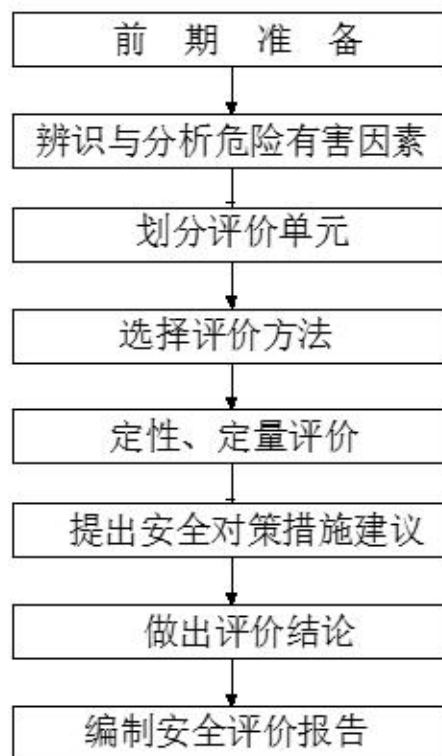 前 期 准 备
辨识与分析危险有害因素
划分评价单元
选择评价方法
定性、定量评价
提出安全对策措施建议
做出评价结论
编制安全评价报告